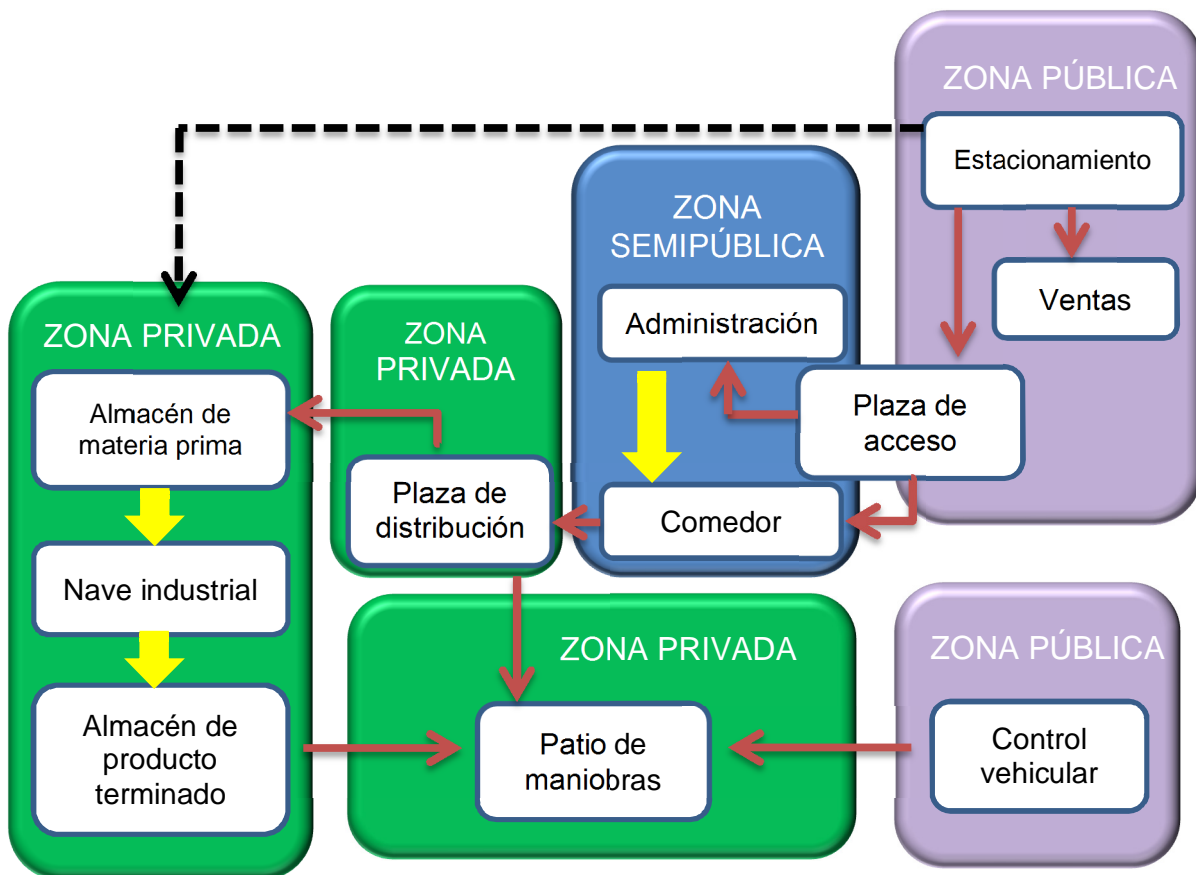 ZONA PÚBLICA
Estacionamiento
Ventas
Plaza de
acceso
ZONA
SEMIPÚBLICA
Administración
Comedor
ZONA
PRIVADA
Plaza de
distribución
ZONA PRIVADA
Almacén de
materia prima
Nave industrial
Almacén de
producto
terminado
ZONA PRIVADA
Patio de
maniobras
ZONA PÚBLICA
Control
vehicular